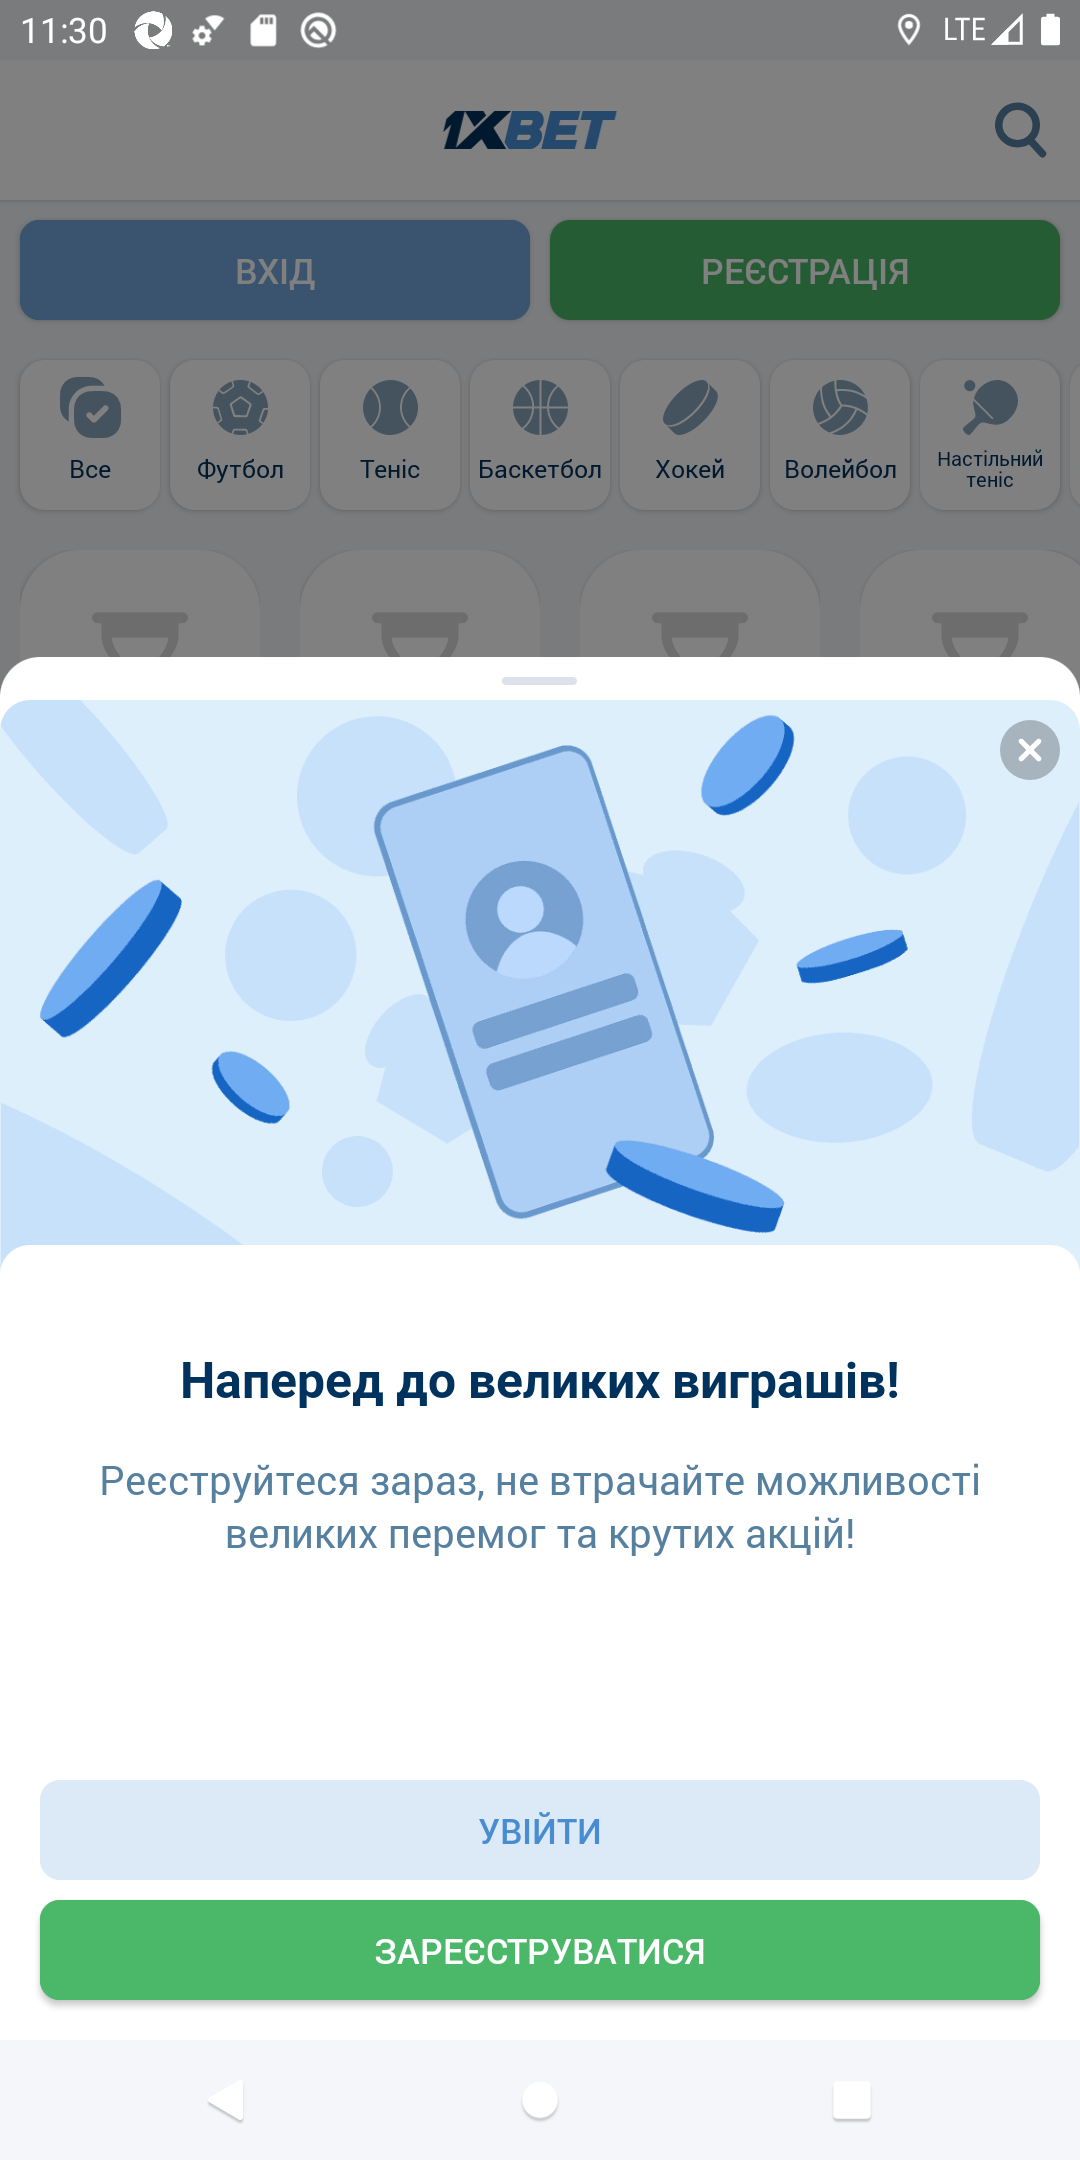 11:30
LTE
1XBET
ВХІД
РЕЄСТРАЦІЯ
Все
Футбол
Теніс
Баскетбол
Хокей
Волейбол
Настільний
теніс
Наперед до великих виграшів!
Реєструйтеся зараз, не втрачайте можливості
великих перемог та крутих акцій!
УВІЙТИ
ЗАРЕЄСТРУВАТИСЯ